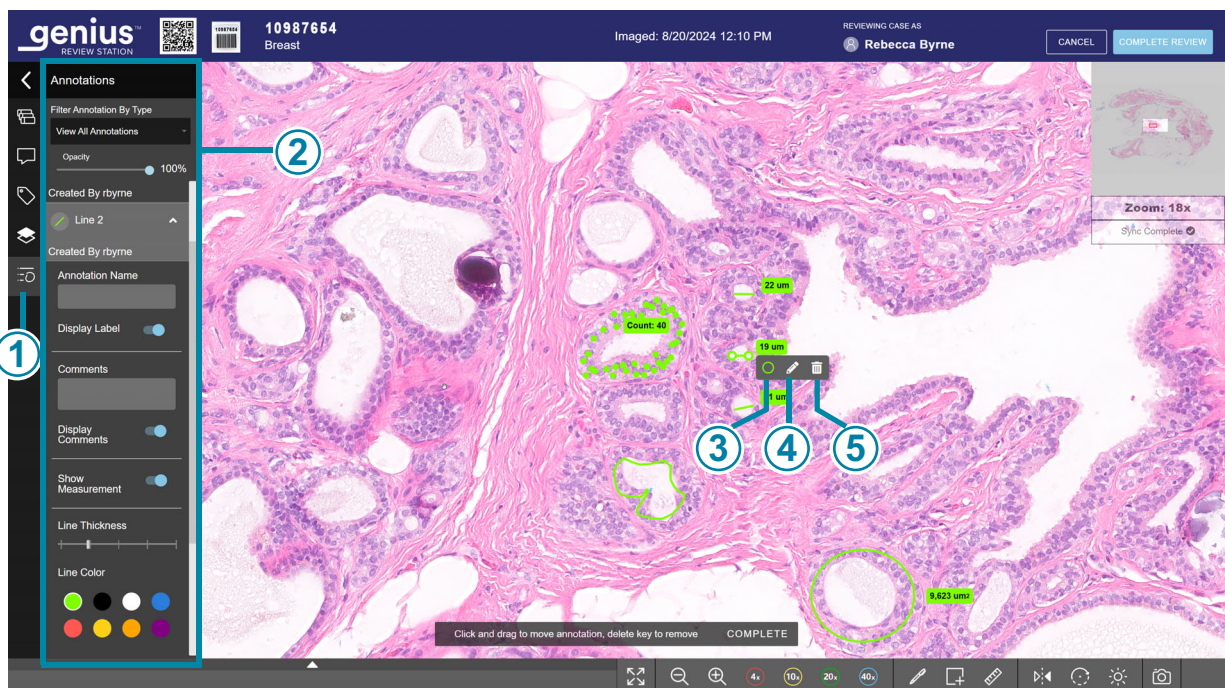 genius™
REVIEW STATION
10987654
10987654
Breast
Imaged: 8/20/2024 12:10 PM
REVIEWING CASE AS
Rebecca Byrne
CANCEL
COMPLETE REVIEW
Annotations
Filter Annotation By Type
View All Annotations
Opacity
100%
Created By rbyrne
Line 2
Created By rbyrne
Annotation Name
Display Label
Comments
Display
Comments
Show
Measurement
Line Thickness
Line Color
1
2
22 um
Count: 40
19 um
1 um
3
4
5
9,623 um2
Zoom: 18x
Sync Complete
Click and drag to move annotation, delete key to remove COMPLETE
4x
10x
20x
40x